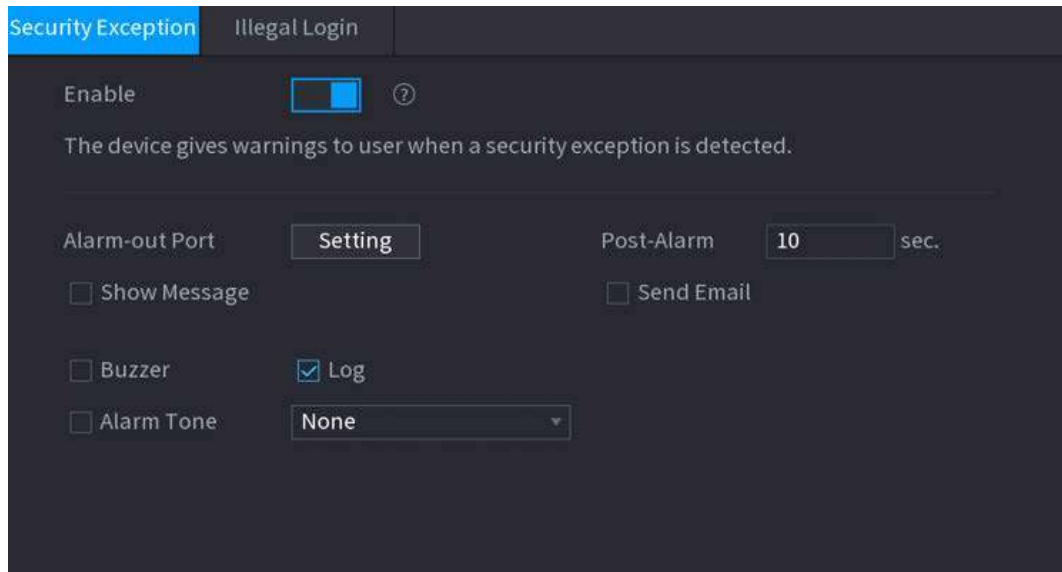 Security Exception Illegal Login
Enable ?
The device gives warnings to user when a security exception is detected.
Alarm-out Port Setting Post-Alarm 10 sec.
Show Message Send Email
Buzzer Log
Alarm Tone None